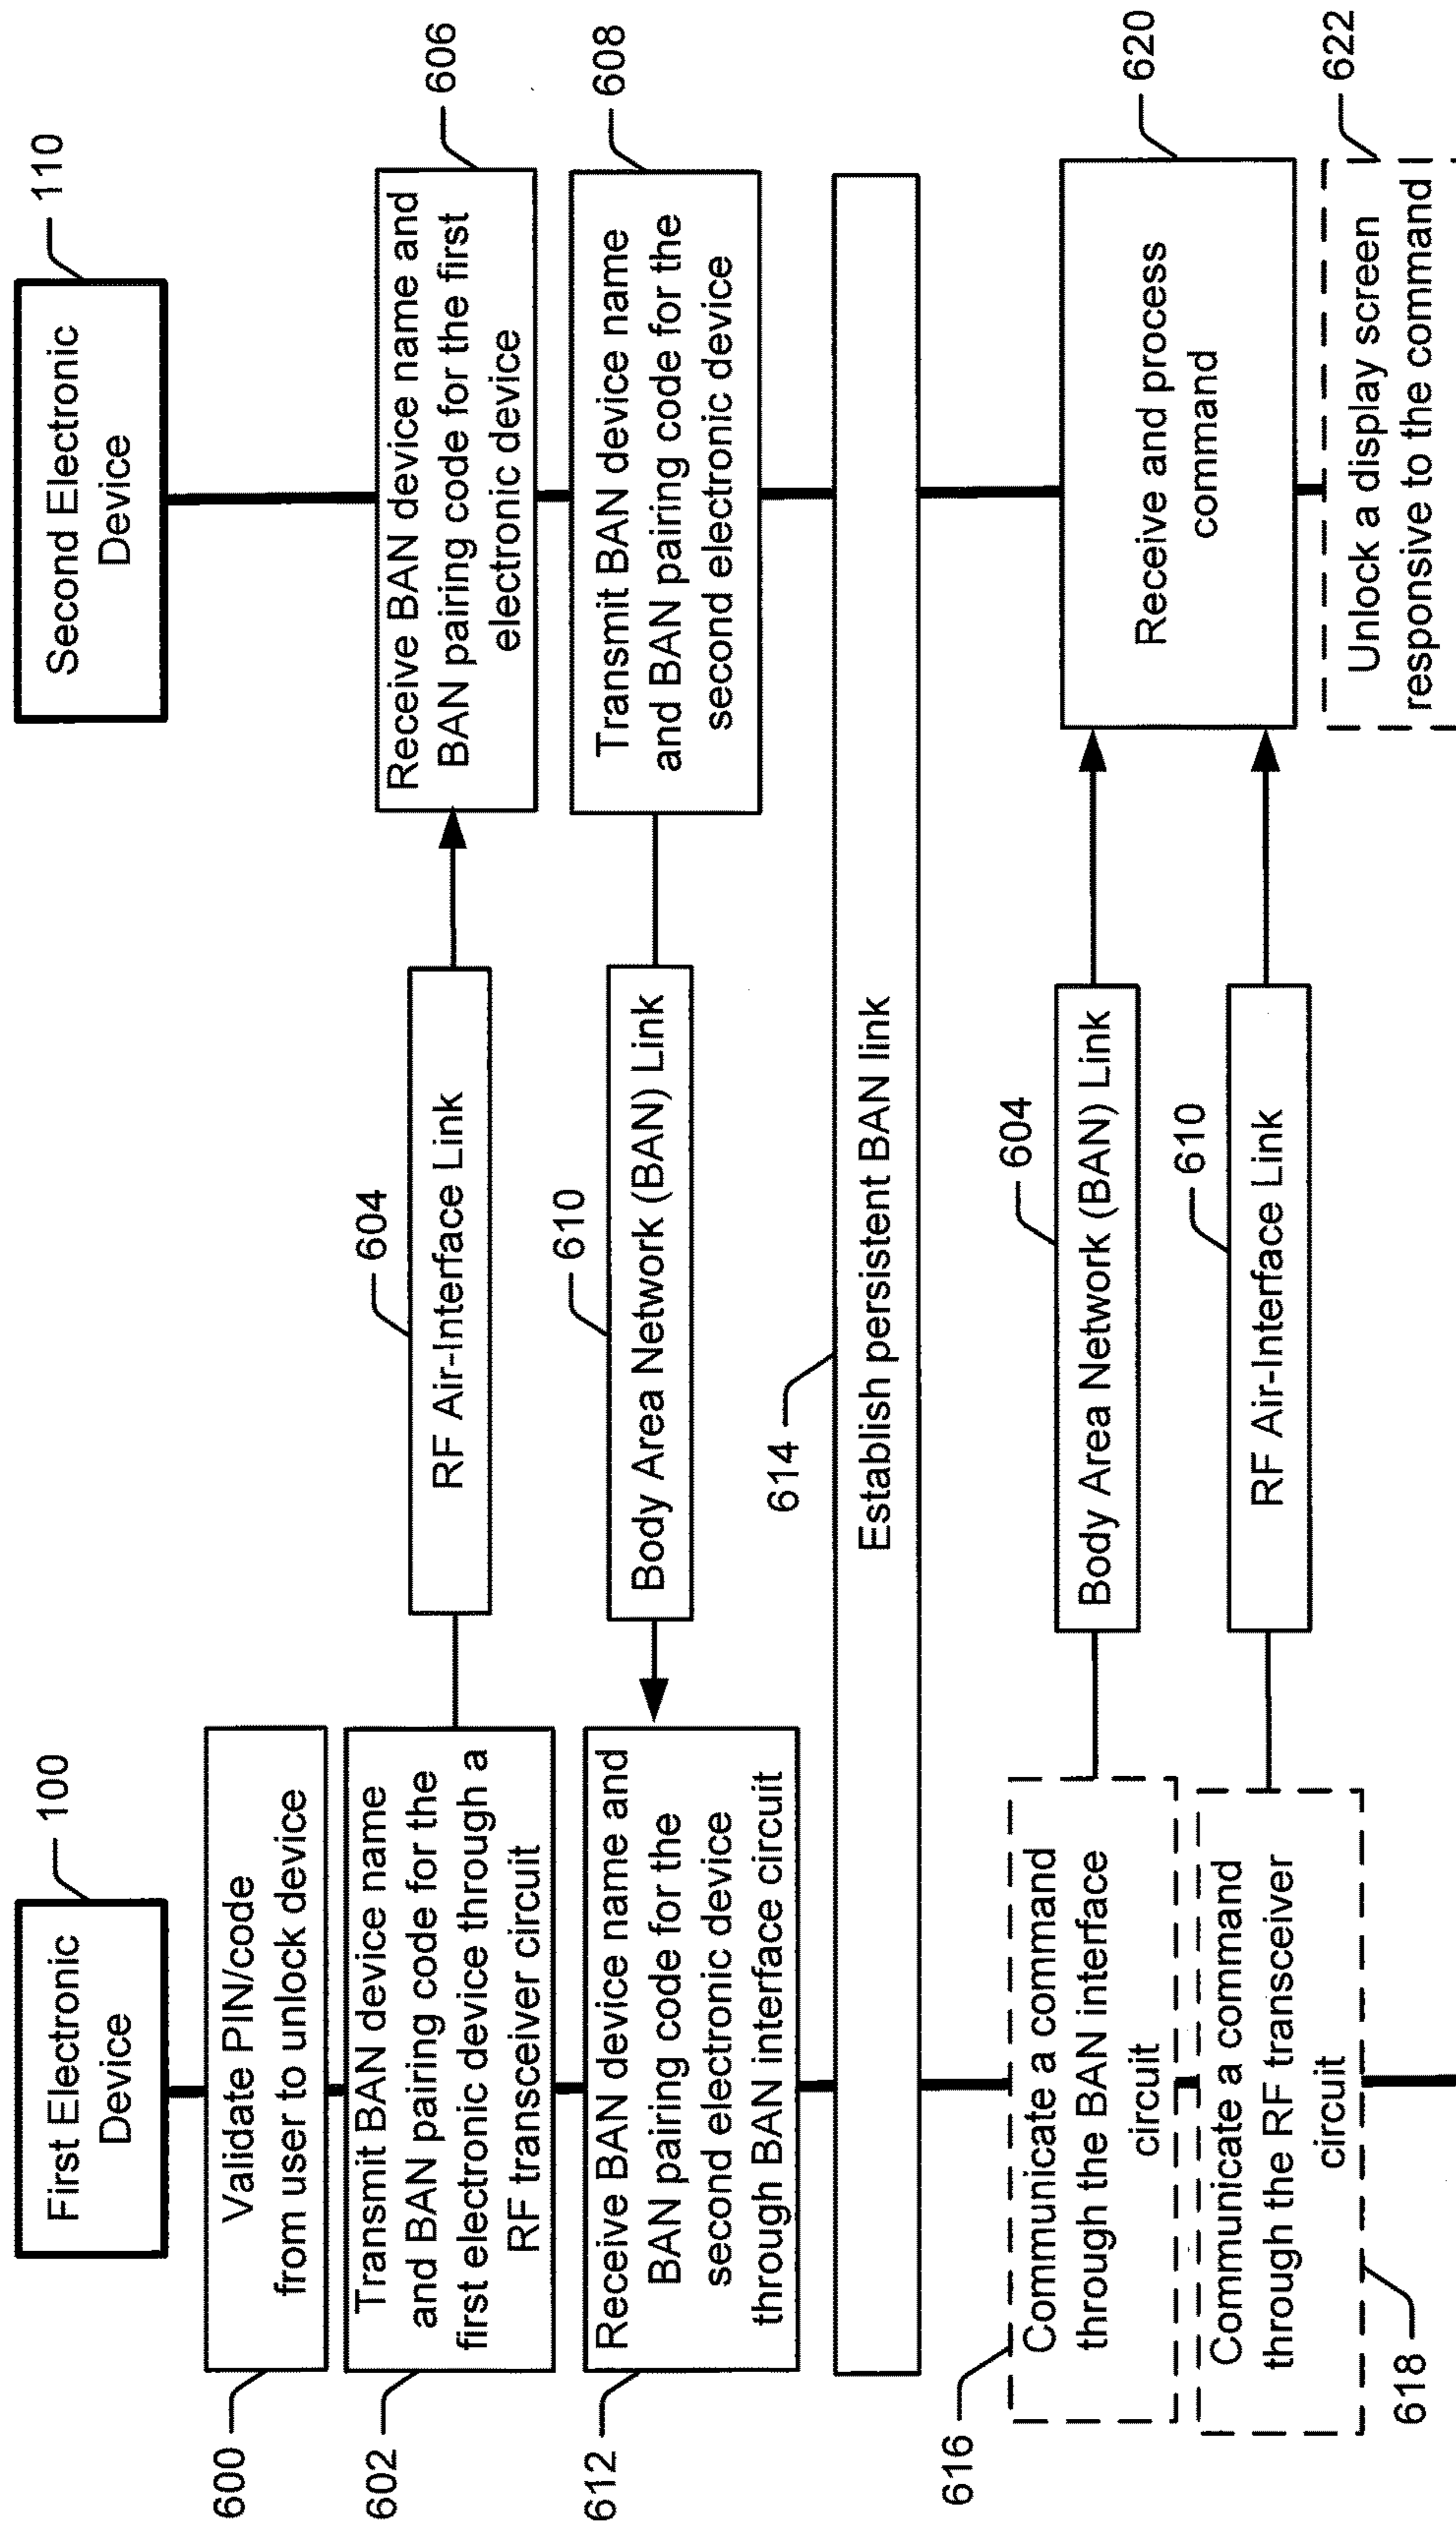 First Electronic
Device
100
Second Electronic
Device
110
600
Validate PIN/code
from user to unlock device
602
Transmit BAN device name
and BAN pairing code for the
first electronic device through a
RF transceiver circuit
604
RF Air-Interface Link
606
Receive BAN device name and
BAN pairing code for the first
electronic device
608
Transmit BAN device name
and BAN pairing code for the
second electronic device
610
Body Area Network (BAN) Link
612
Receive BAN device name and
BAN pairing code for the
second electronic device
through BAN interface circuit
614
Establish persistent BAN link
616
Communicate a command
through the BAN interface
circuit
604
Body Area Network (BAN) Link
618
Communicate a command
through the RF transceiver
circuit
610
RF Air-Interface Link
620
Receive and process
command
622
Unlock a display screen
responsive to the command